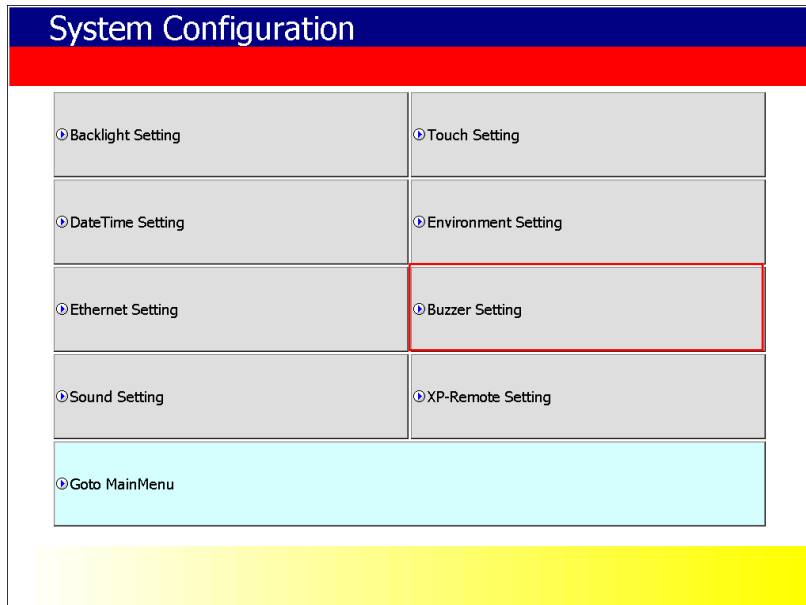 System Configuration
Backlight Setting
Touch Setting
DateTime Setting
Environment Setting
Ethernet Setting
Buzzer Setting
Sound Setting
XP-Remote Setting
Goto MainMenu